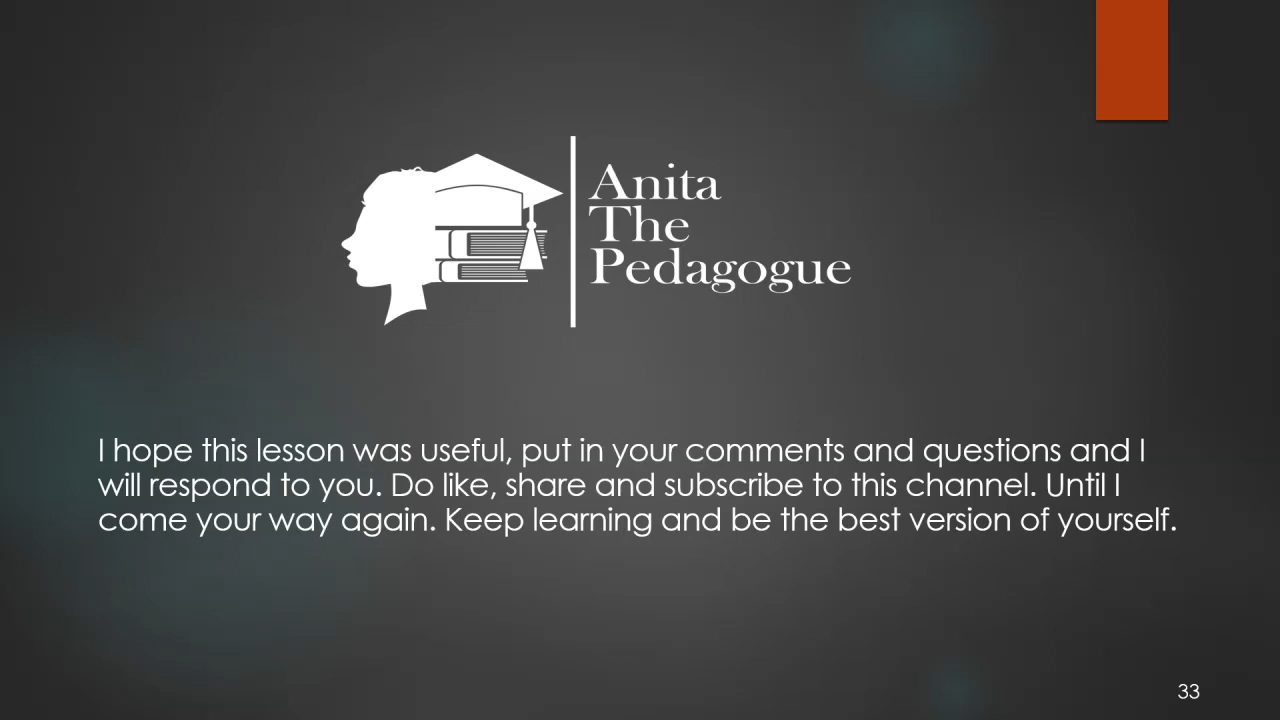 Anita
The
Pedagogue
I hope this lesson was useful, put in your comments and questions and I
will respond to you. Do like, share and subscribe to this channel. Until I
come your way again. Keep learning and be the best version of yourself.
33